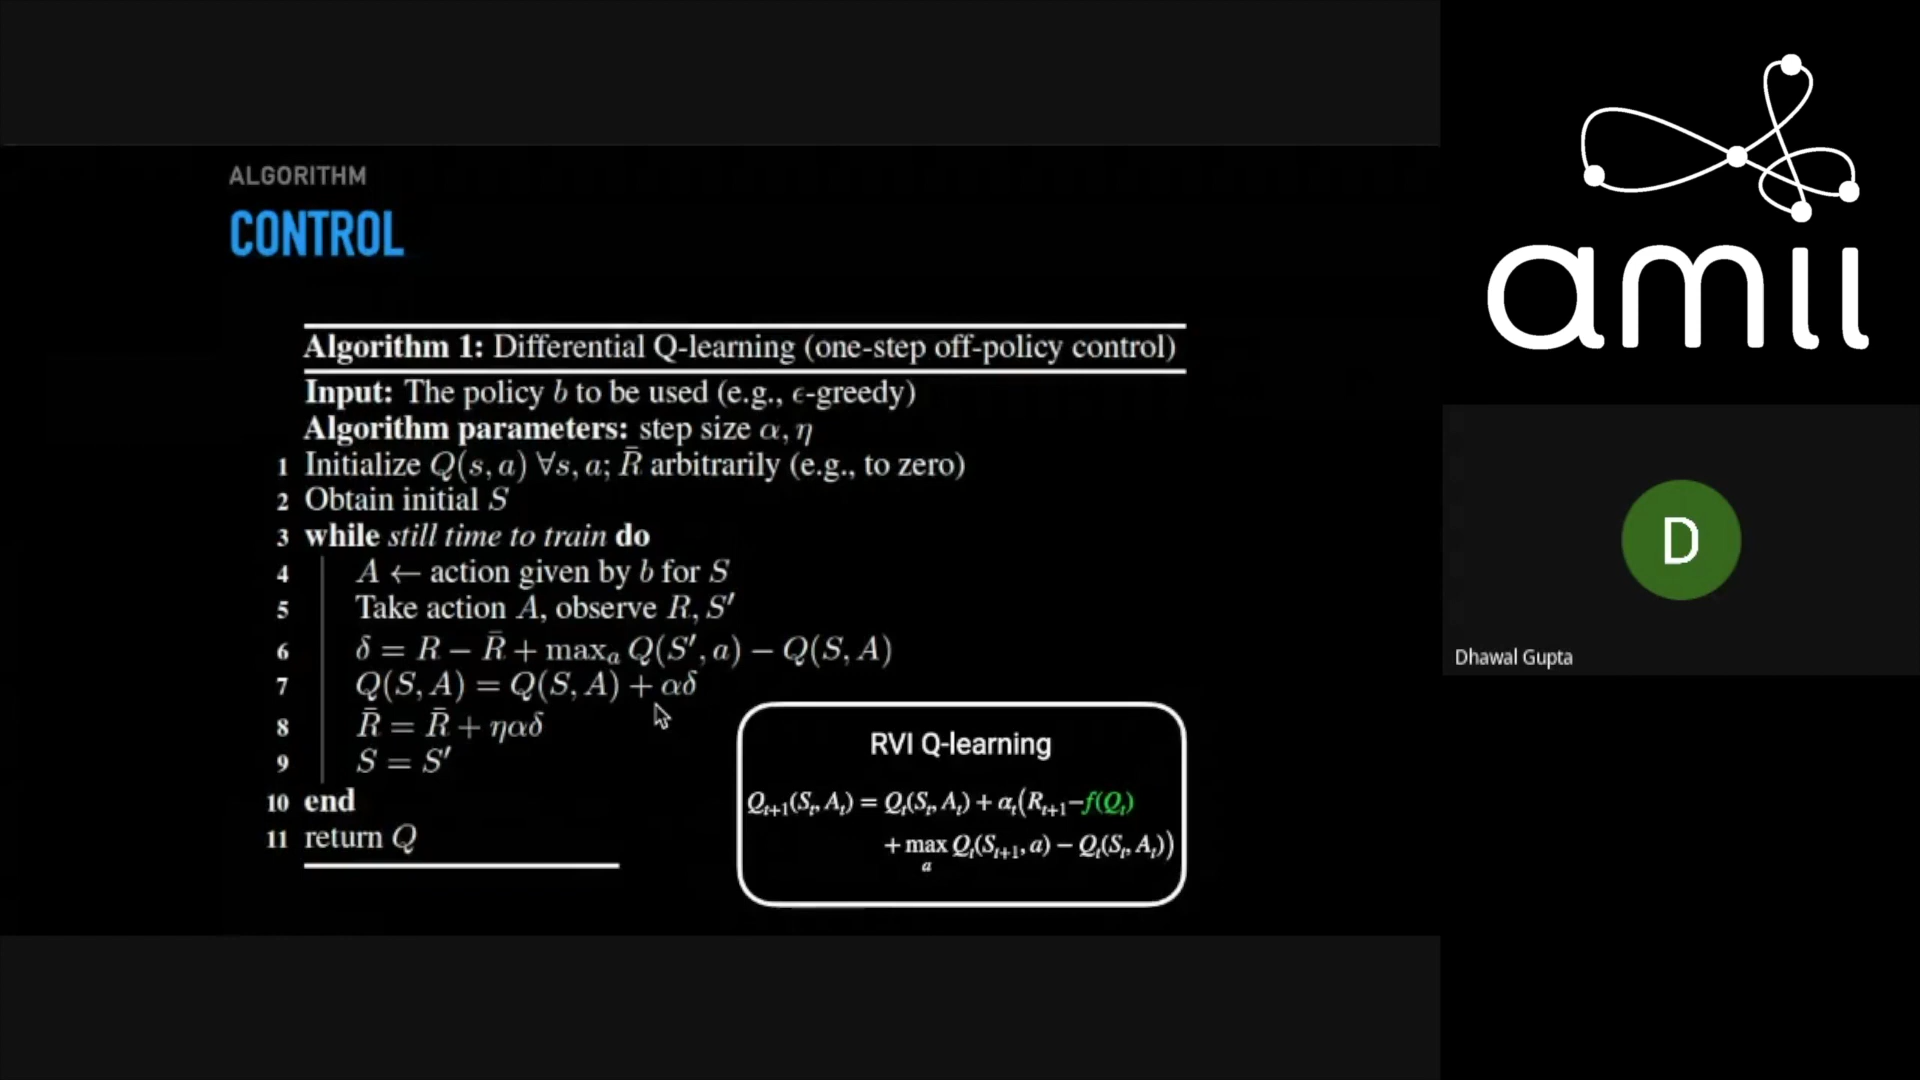 ALGORITHM
CONTROL
Algorithm 1: Differential Q-learning (one-step off-policy control)
Input: The policy b to be used (e.g., ϵ-greedy)
Algorithm parameters: step size α, η
1 Initialize Q(s, a) ∀s, a; R̄ arbitrarily (e.g., to zero)
2 Obtain initial S
3 while still time to train do
4 A ← action given by b for S
5 Take action A, observe R, S′
6 δ = R − R̄ + maxₐ Q(S′, a) − Q(S, A)
7 Q(S, A) = Q(S, A) + αδ
8 R̄ = R̄ + ηαδ
9 S = S′
10 end
11 return Q
RVI Q-learning
Qₜ₊₁(Sₜ, Aₜ) = Qₜ(Sₜ, Aₜ) + αₜ(Rₜ₊₁−f(Qₜ)
+ max Qₜ(Sₜ₊₁, a) − Qₜ(Sₜ, Aₜ))
a
amii
D
Dhawal Gupta